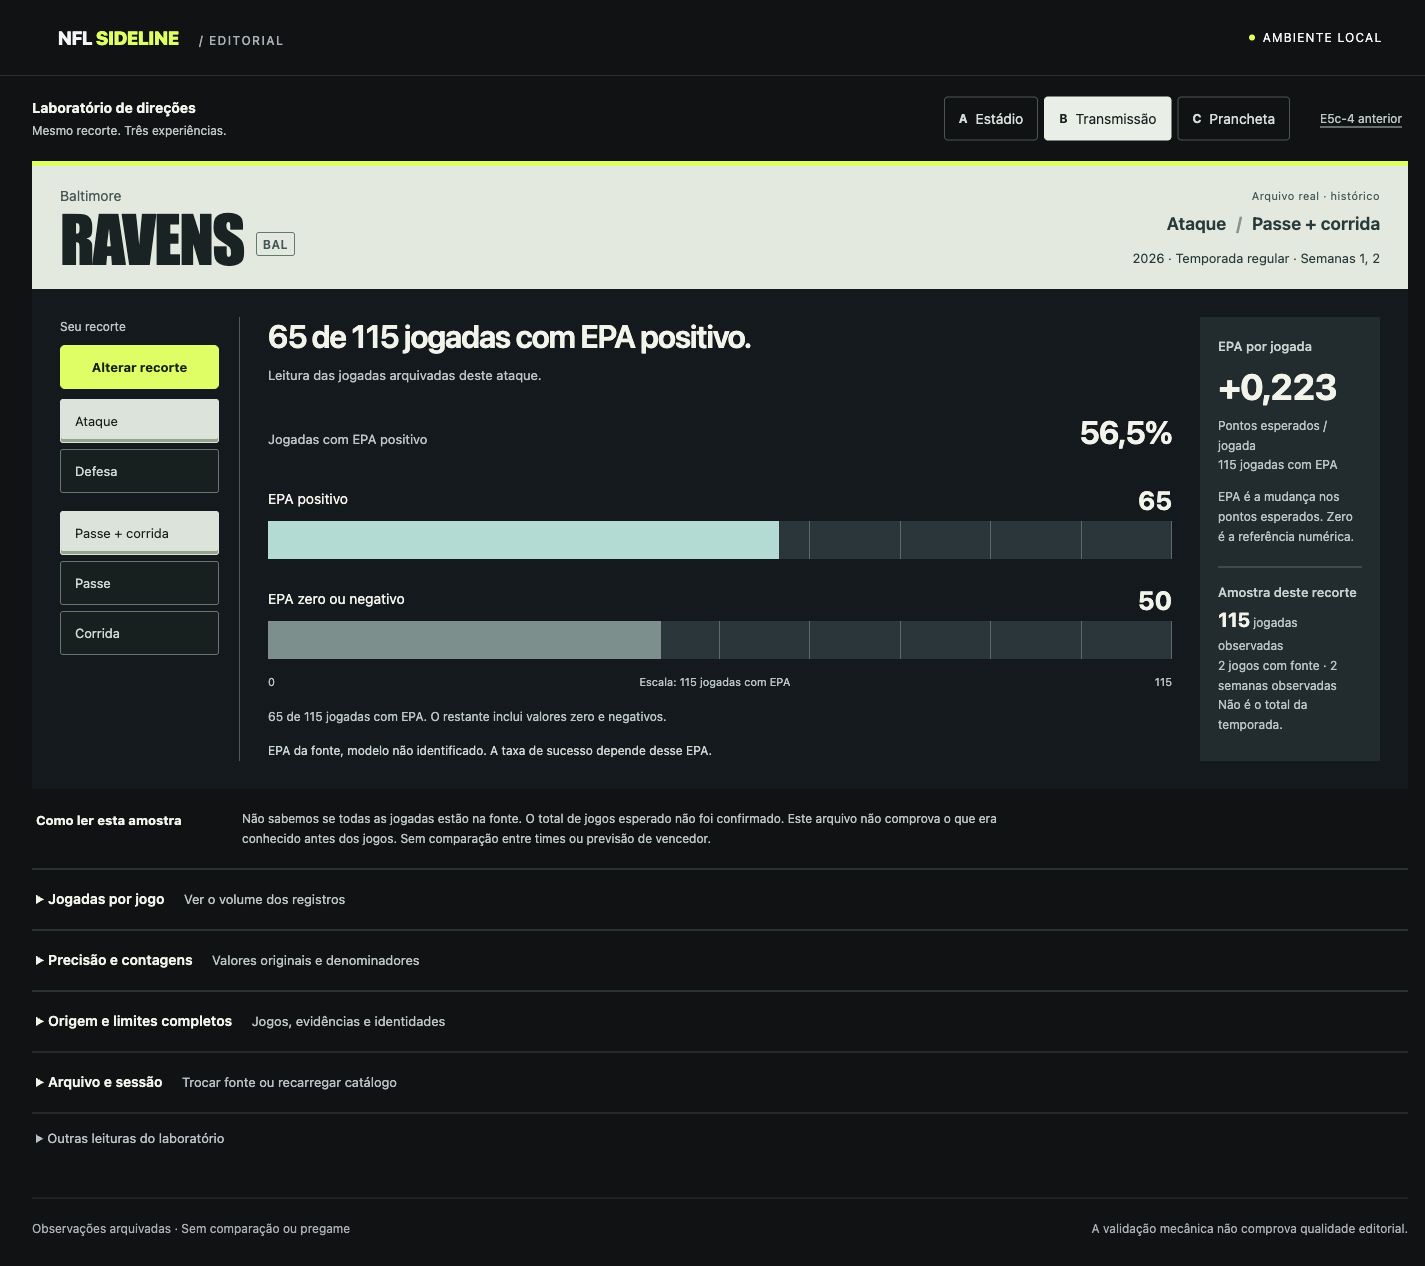 NFL SIDELINE / EDITORIAL
AMBIENTE LOCAL
Laboratório de direções
Mesmo recorte. Três experiências.
A Estádio
B Transmissão
C Prancheta
E5c-4 anterior
Baltimore
RAVENS BAL
Arquivo real · histórico
Ataque / Passe + corrida
2026 · Temporada regular · Semanas 1, 2
Seu recorte
Alterar recorte
Ataque
Defesa
Passe + corrida
Passe
Corrida
65 de 115 jogadas com EPA positivo.
Leitura das jogadas arquivadas deste ataque.
Jogadas com EPA positivo 56,5%
EPA positivo 65
EPA zero ou negativo 50
0 Escala: 115 jogadas com EPA 115
65 de 115 jogadas com EPA. O restante inclui valores zero e negativos.
EPA da fonte, modelo não identificado. A taxa de sucesso depende desse EPA.
EPA por jogada
+0,223
Pontos esperados /
jogada
115 jogadas com EPA
EPA é a mudança nos
pontos esperados. Zero
é a referência numérica.
Amostra deste recorte
115 jogadas
observadas
2 jogos com fonte · 2
semanas observadas
Não é o total da
temporada.
Como ler esta amostra
Não sabemos se todas as jogadas estão na fonte. O total de jogos esperado não foi confirmado. Este arquivo não comprova o que era
conhecido antes dos jogos. Sem comparação entre times ou previsão de vencedor.
Jogadas por jogo Ver o volume dos registros
Precisão e contagens Valores originais e denominadores
Origem e limites completos Jogos, evidências e identidades
Arquivo e sessão Trocar fonte ou recarregar catálogo
Outras leituras do laboratório
Observações arquivadas · Sem comparação ou pregame
A validação mecânica não comprova qualidade editorial.